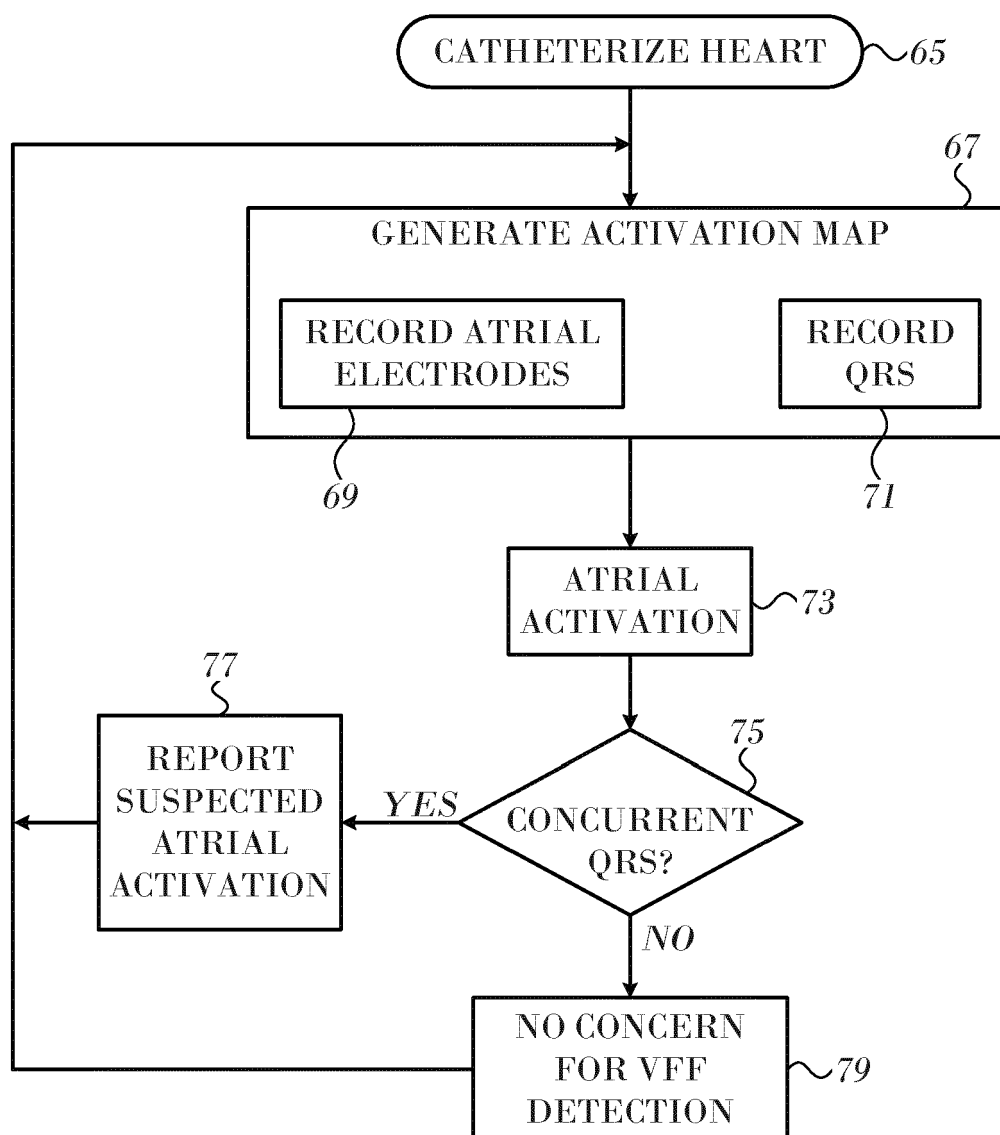 CATHETERIZE HEART
65
67
GENERATE ACTIVATION MAP
RECORD ATRIAL
ELECTRODES
RECORD
QRS
69
71
ATRIAL
ACTIVATION
73
77
75
REPORT
SUSPECTED
ATRIAL
ACTIVATION
YES
CONCURRENT
QRS?
NO
NO CONCERN
FOR VFF
DETECTION
79